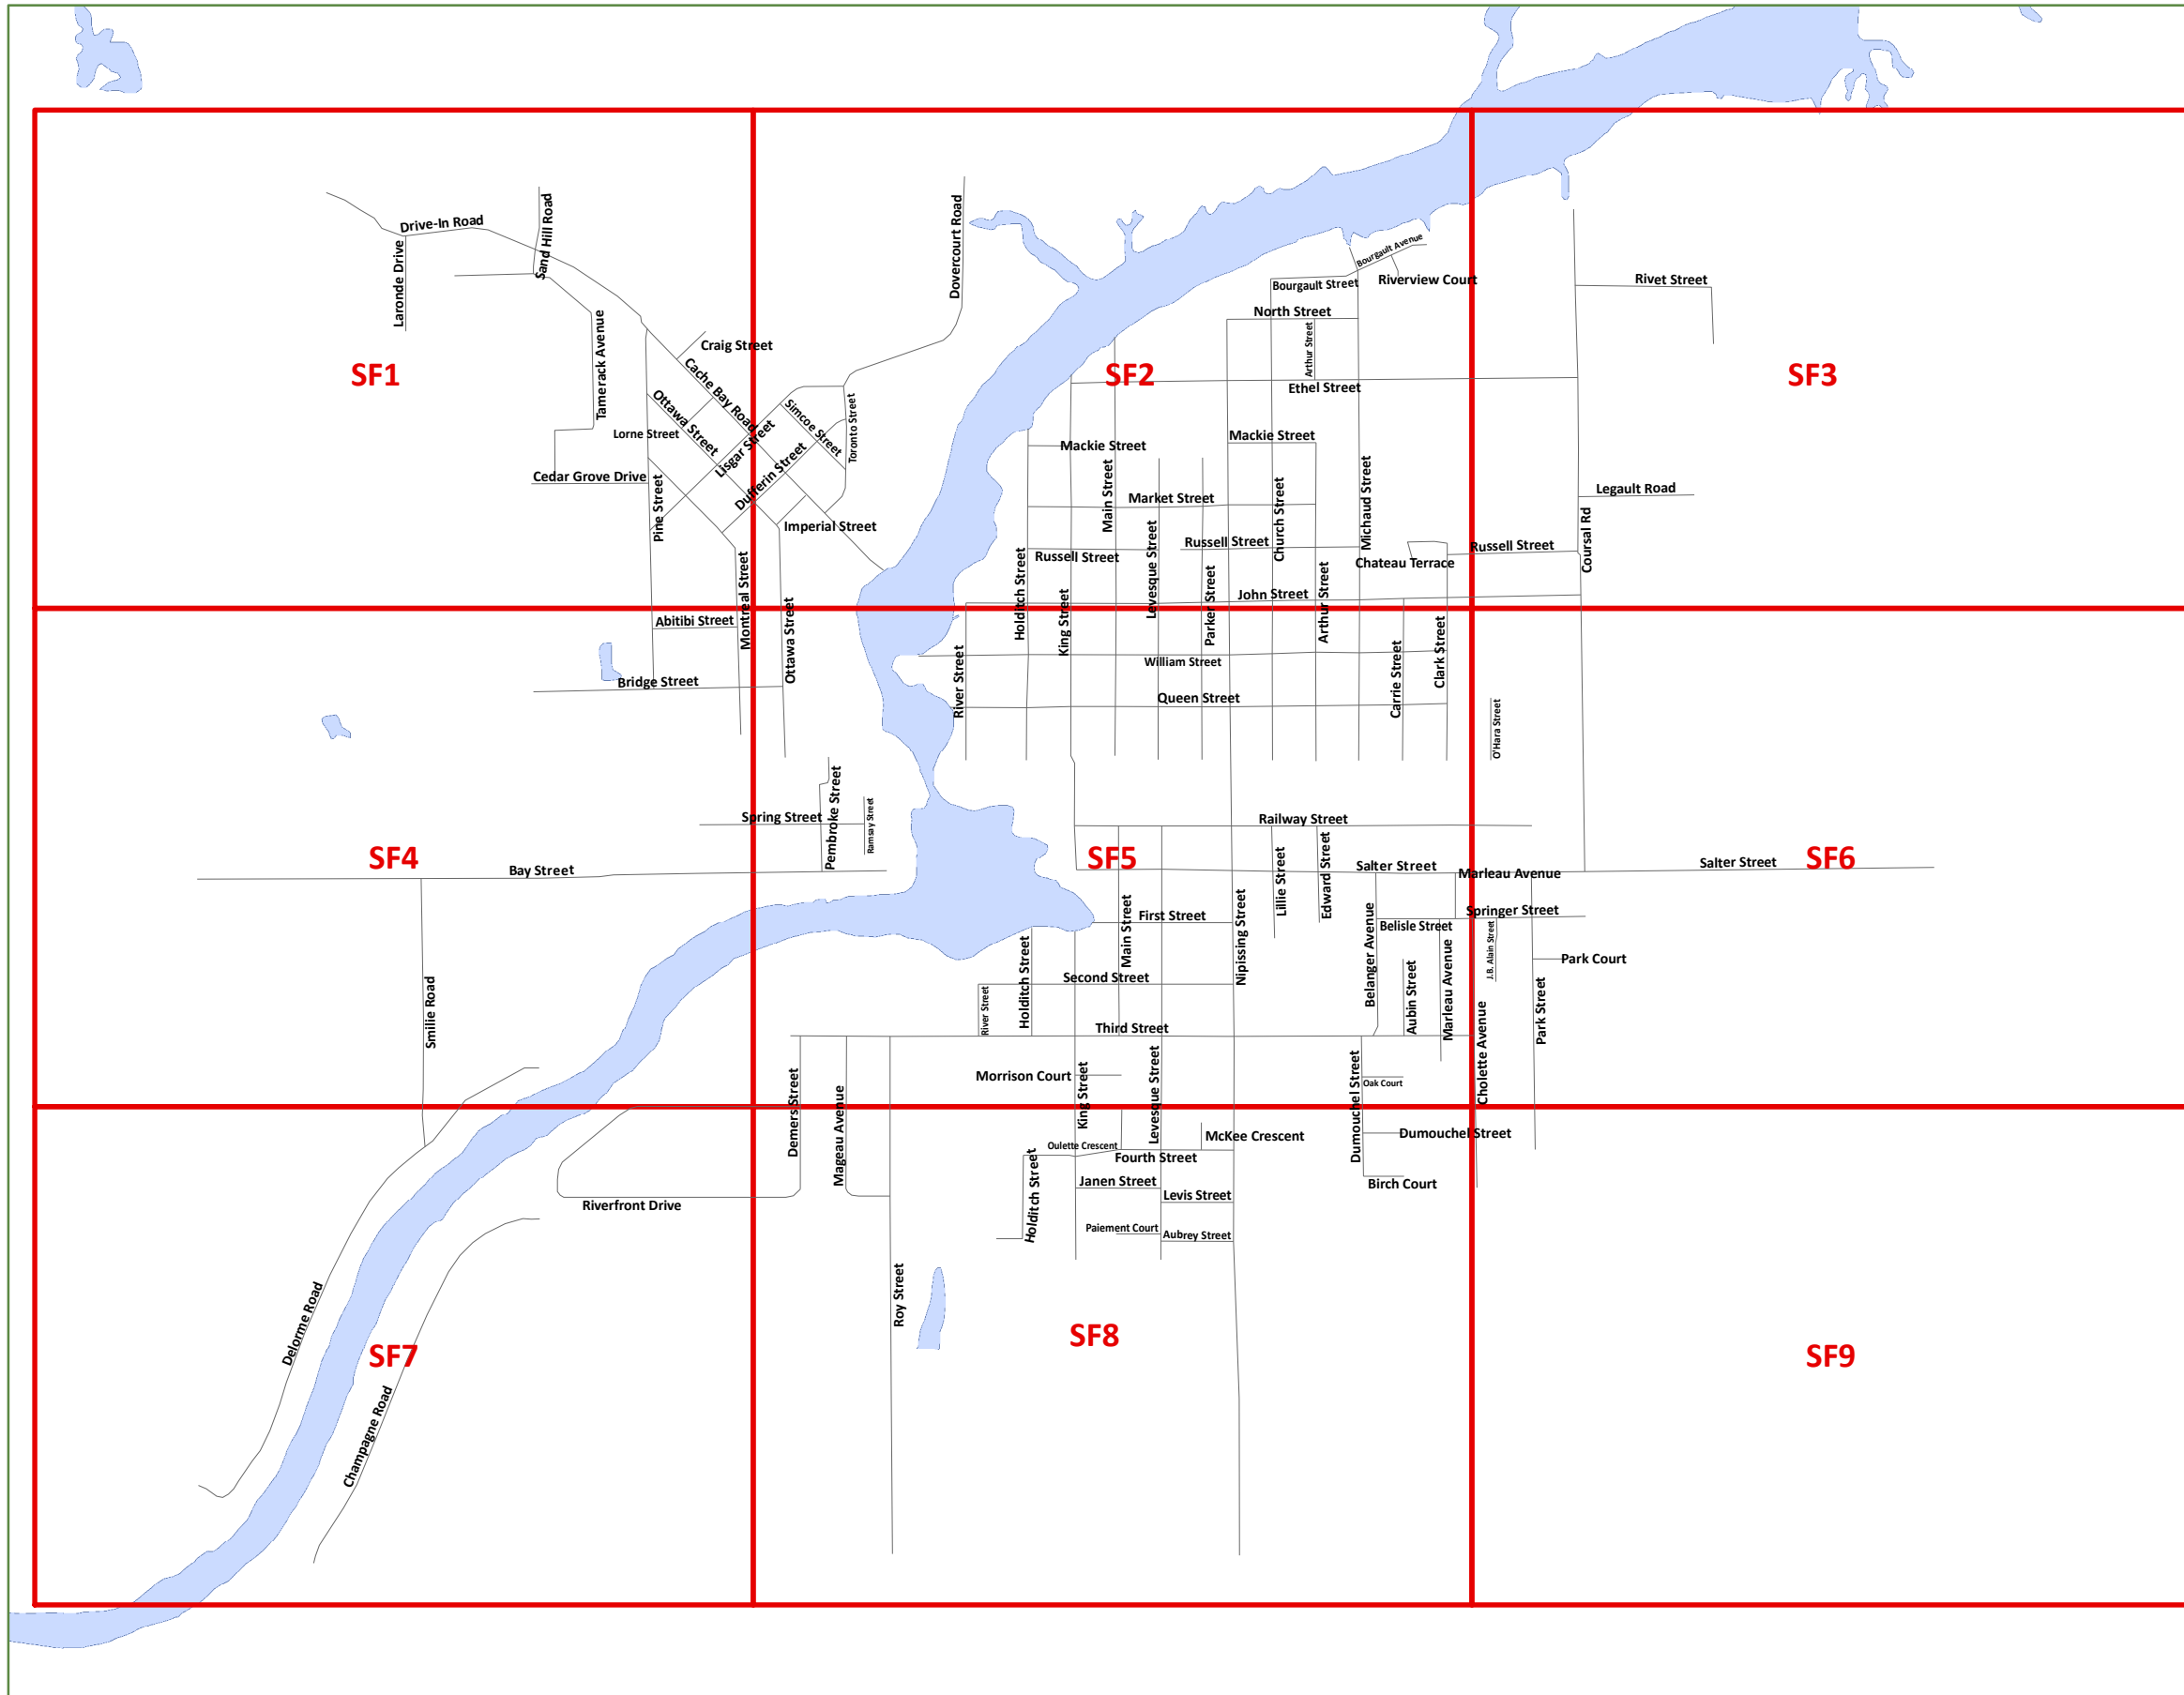 Drive-In Road
Sand Hill Road
Laronde Drive
Dovercourt Road
Bourgault Avenue
Riverview Court
Bourgault Street
Rivet Street
North Street
Arthur Street
Tamerack Avenue
Craig Street
Cache Bay Road
SF1
SF2
SF3
Ethel Street
Ottawa Street
Simcoe Street
Toronto Street
Lorne Street
Lisgar Street
Mackie Street
Mackie Street
Cedar Grove Drive
Dufferin Street
Pine Street
Main Street
Market Street
Church Street
Michaud Street
Legault Road
Imperial Street
Coursal Rd
Russell Street
Russell Street
Russell Street
Levesque Street
Chateau Terrace
Holditch Street
Montreal Street
Parker Street
Arthur Street
John Street
King Street
Abitibi Street
Ottawa Street
River Street
William Street
Carrie Street
Clark Street
Bridge Street
Queen Street
O'Hara Street
Pembroke Street
Spring Street
Ramsay Street
Railway Street
SF4
SF5
SF6
Bay Street
Lillie Street
Edward Street
Salter Street
Marleau Avenue
Salter Street
Main Street
First Street
Nipissing Street
Belanger Avenue
Springer Street
Belisle Street
J.B. Alain Street
Park Court
Holditch Street
Second Street
Aubin Street
Marleau Avenue
Smilie Road
River Street
Third Street
Cholette Avenue
Park Street
Demers Street
Mageau Avenue
Morrison Court
King Street
Levesque Street
Dumouchel Street
Oak Court
Oulette Crescent
McKee Crescent
Dumouchel Street
Fourth Street
Holditch Street
Janen Street
Levis Street
Birch Court
Riverfront Drive
Paiement Court
Aubrey Street
Roy Street
Delorme Road
SF7
SF8
SF9
Champagne Road